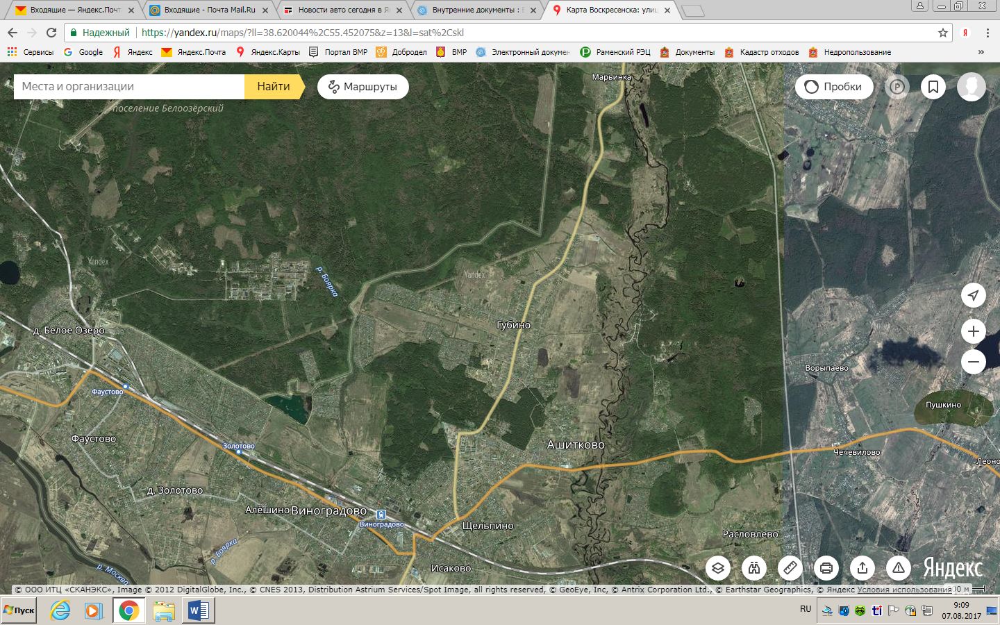 Входящие — Яндекс.Почт
Входящие - Почта Mail.Ru
Новости авто сегодня в Я
Внутренние документы : Е
Карта Воскресенска: улиц
Надежный
https://yandex.ru/maps/?ll=38.620044%2C55.452075&z=13&l=sat%2Cskl
Сервисы
Google
Яндекс
Яндекс.Почта
Яндекс.Карты
Портал ВМР
Добродел
ВМР
Электронный докумен
Раменский РЭЦ
Документы
Кадастр отходов
Недропользование
»
Места и организации
Найти
Маршруты
Пробки
P
Марьинка
поселение Белоозёрский
Yandex
р. Боярка
Yandex
Губино
Yandex
д. Белое Озеро
Ворыпаево
Фаустово
Пушкино
Фаустово
Золотово
Ашитково
Чечевилово
Леоно
д. Золотово
Алёшино
Виноградово
Виноградово
Щельпино
Расловлево
р. Боярка
р. Москва
Исаково
Яндекс
© ООО ИТЦ «СКАНЭКС», Image © 2012 DigitalGlobe, Inc., © CNES 2013, Distribution Astrium Services/Spot Image, all rights reserved, © GeoEye, Inc, © Antrix Corporation Ltd., © Earthstar Geographics, © Яндекс Условия использования
Пуск
RU
9:09
07.08.2017